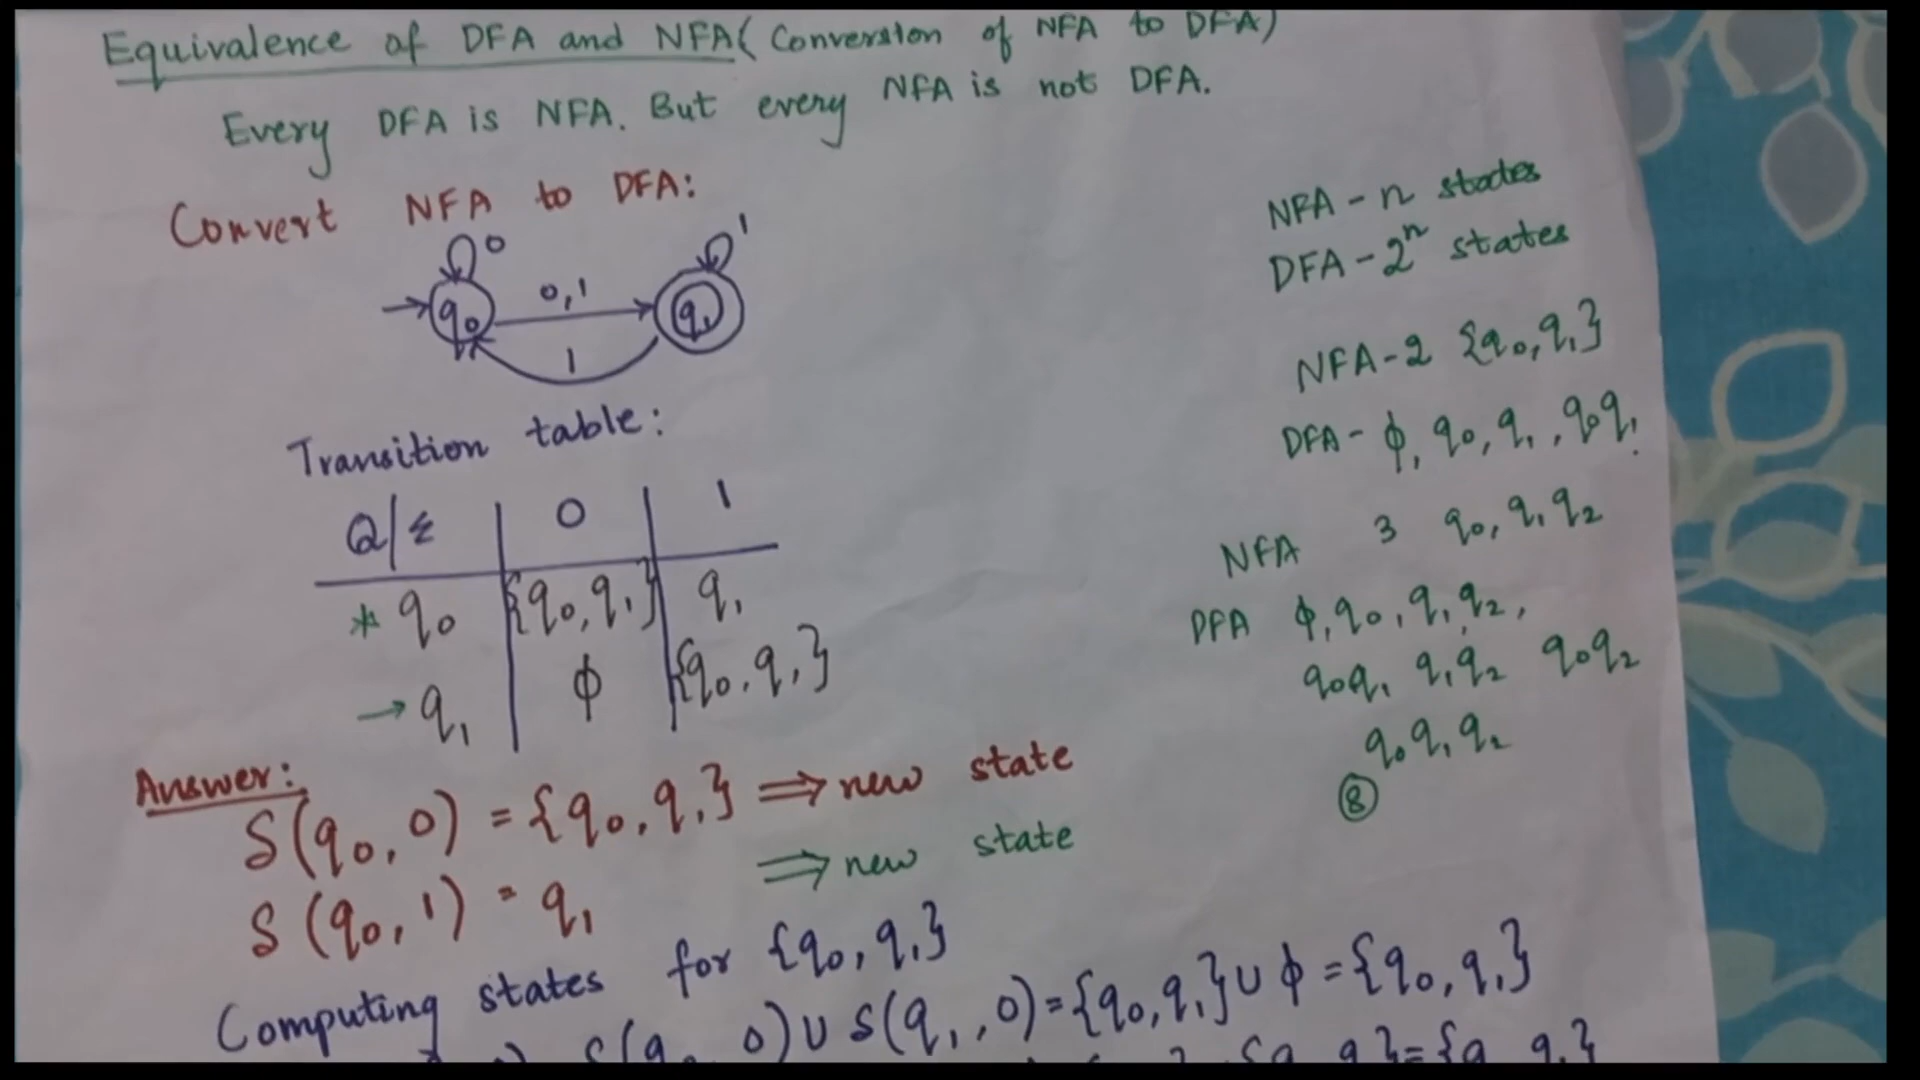 Equivalence of DFA and NFA (Conversion of NFA to DFA)
Every DFA is NFA. But every NFA is not DFA.
Convert NFA to DFA:
0
1
q₀
0,1
q₁
1
Transition table:
Q/Σ 0 1
* q₀ {q₀,q₁} q₁
→ q₁ ϕ {q₀,q₁}
Answer:
δ(q₀,0) = {q₀,q₁} ⇒ new state
⇒ new state
δ(q₀,1) = q₁
Computing states for {q₀,q₁}
0) ∪ δ(q₁,0) = {q₀,q₁} ∪ ϕ = {q₀,q₁}
NFA - n states
DFA - 2ⁿ states
NFA - 2 {q₀,q₁}
DFA - ϕ, q₀, q₁, q₀q₁
NFA 3 q₀, q₁ q₂
DFA ϕ, q₀, q₁, q₂,
q₀q₁ q₁q₂ q₀q₂
q₀q₁q₂
8